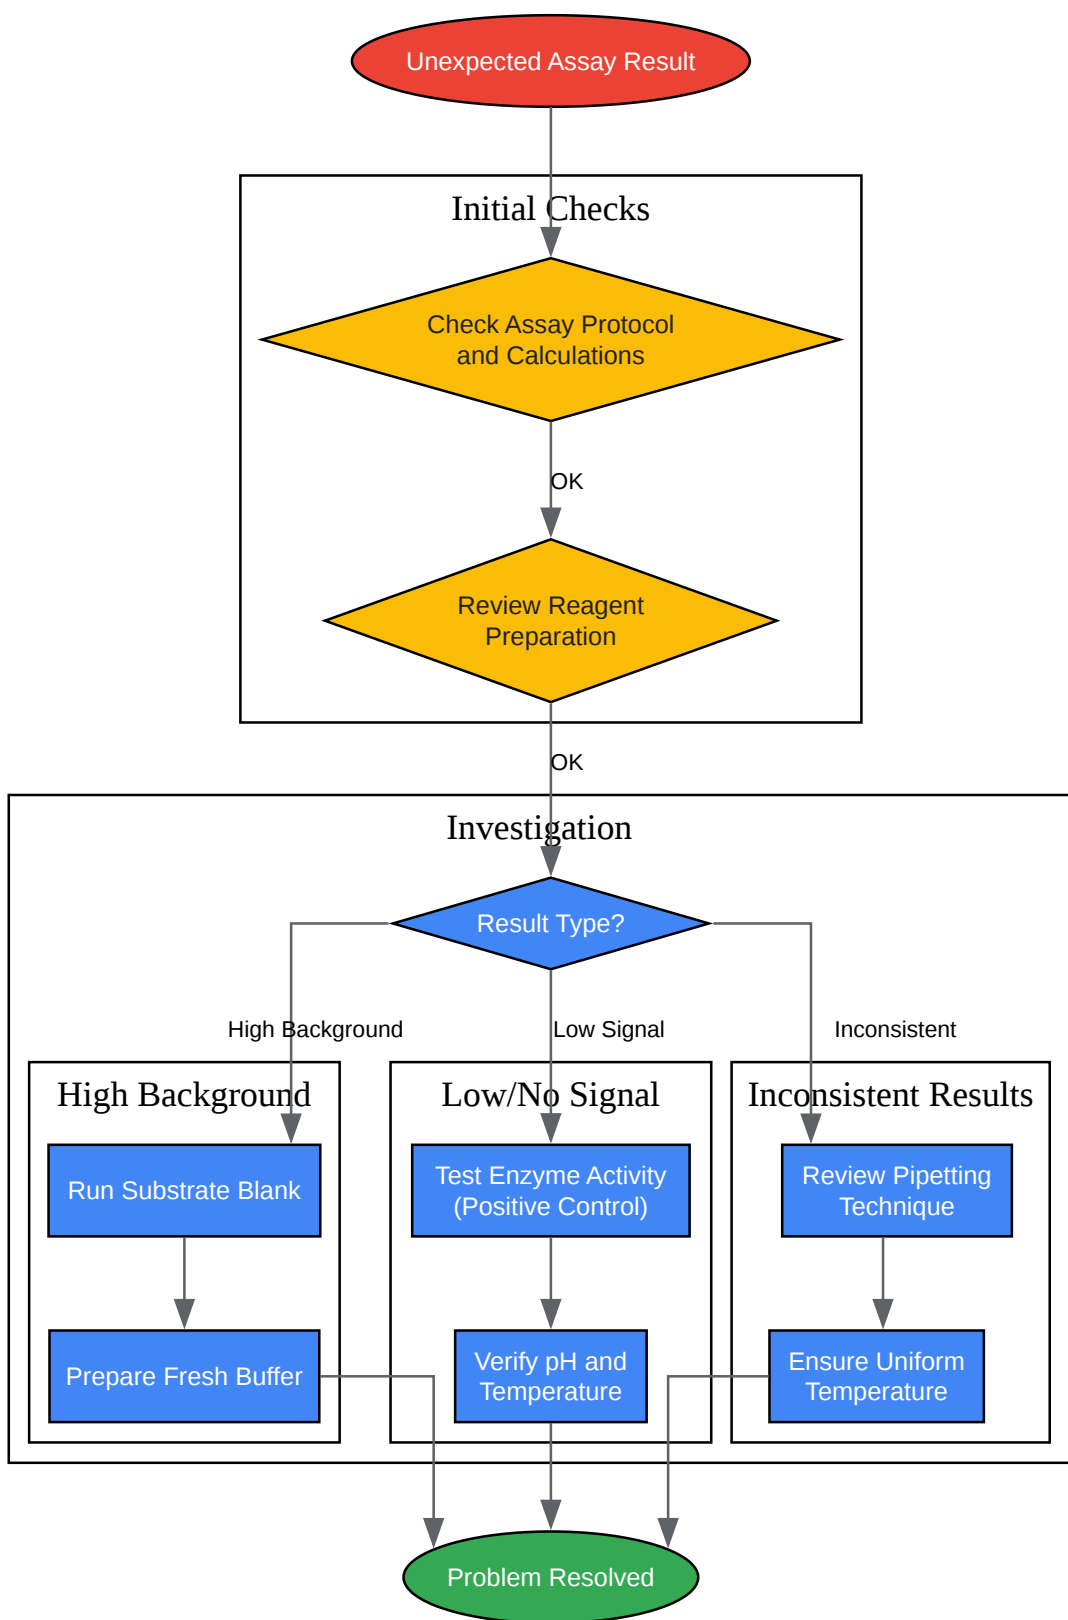 Unexpected Assay Result
Initial Checks
Check Assay Protocol
and Calculations
OK
Review Reagent
Preparation
OK
Investigation
Result Type?
High Background
Low Signal
Inconsistent
High Background
Low/No Signal
Inconsistent Results
Run Substrate Blank
Test Enzyme Activity
(Positive Control)
Review Pipetting
Technique
Prepare Fresh Buffer
Verify pH and
Temperature
Ensure Uniform
Temperature
Problem Resolved